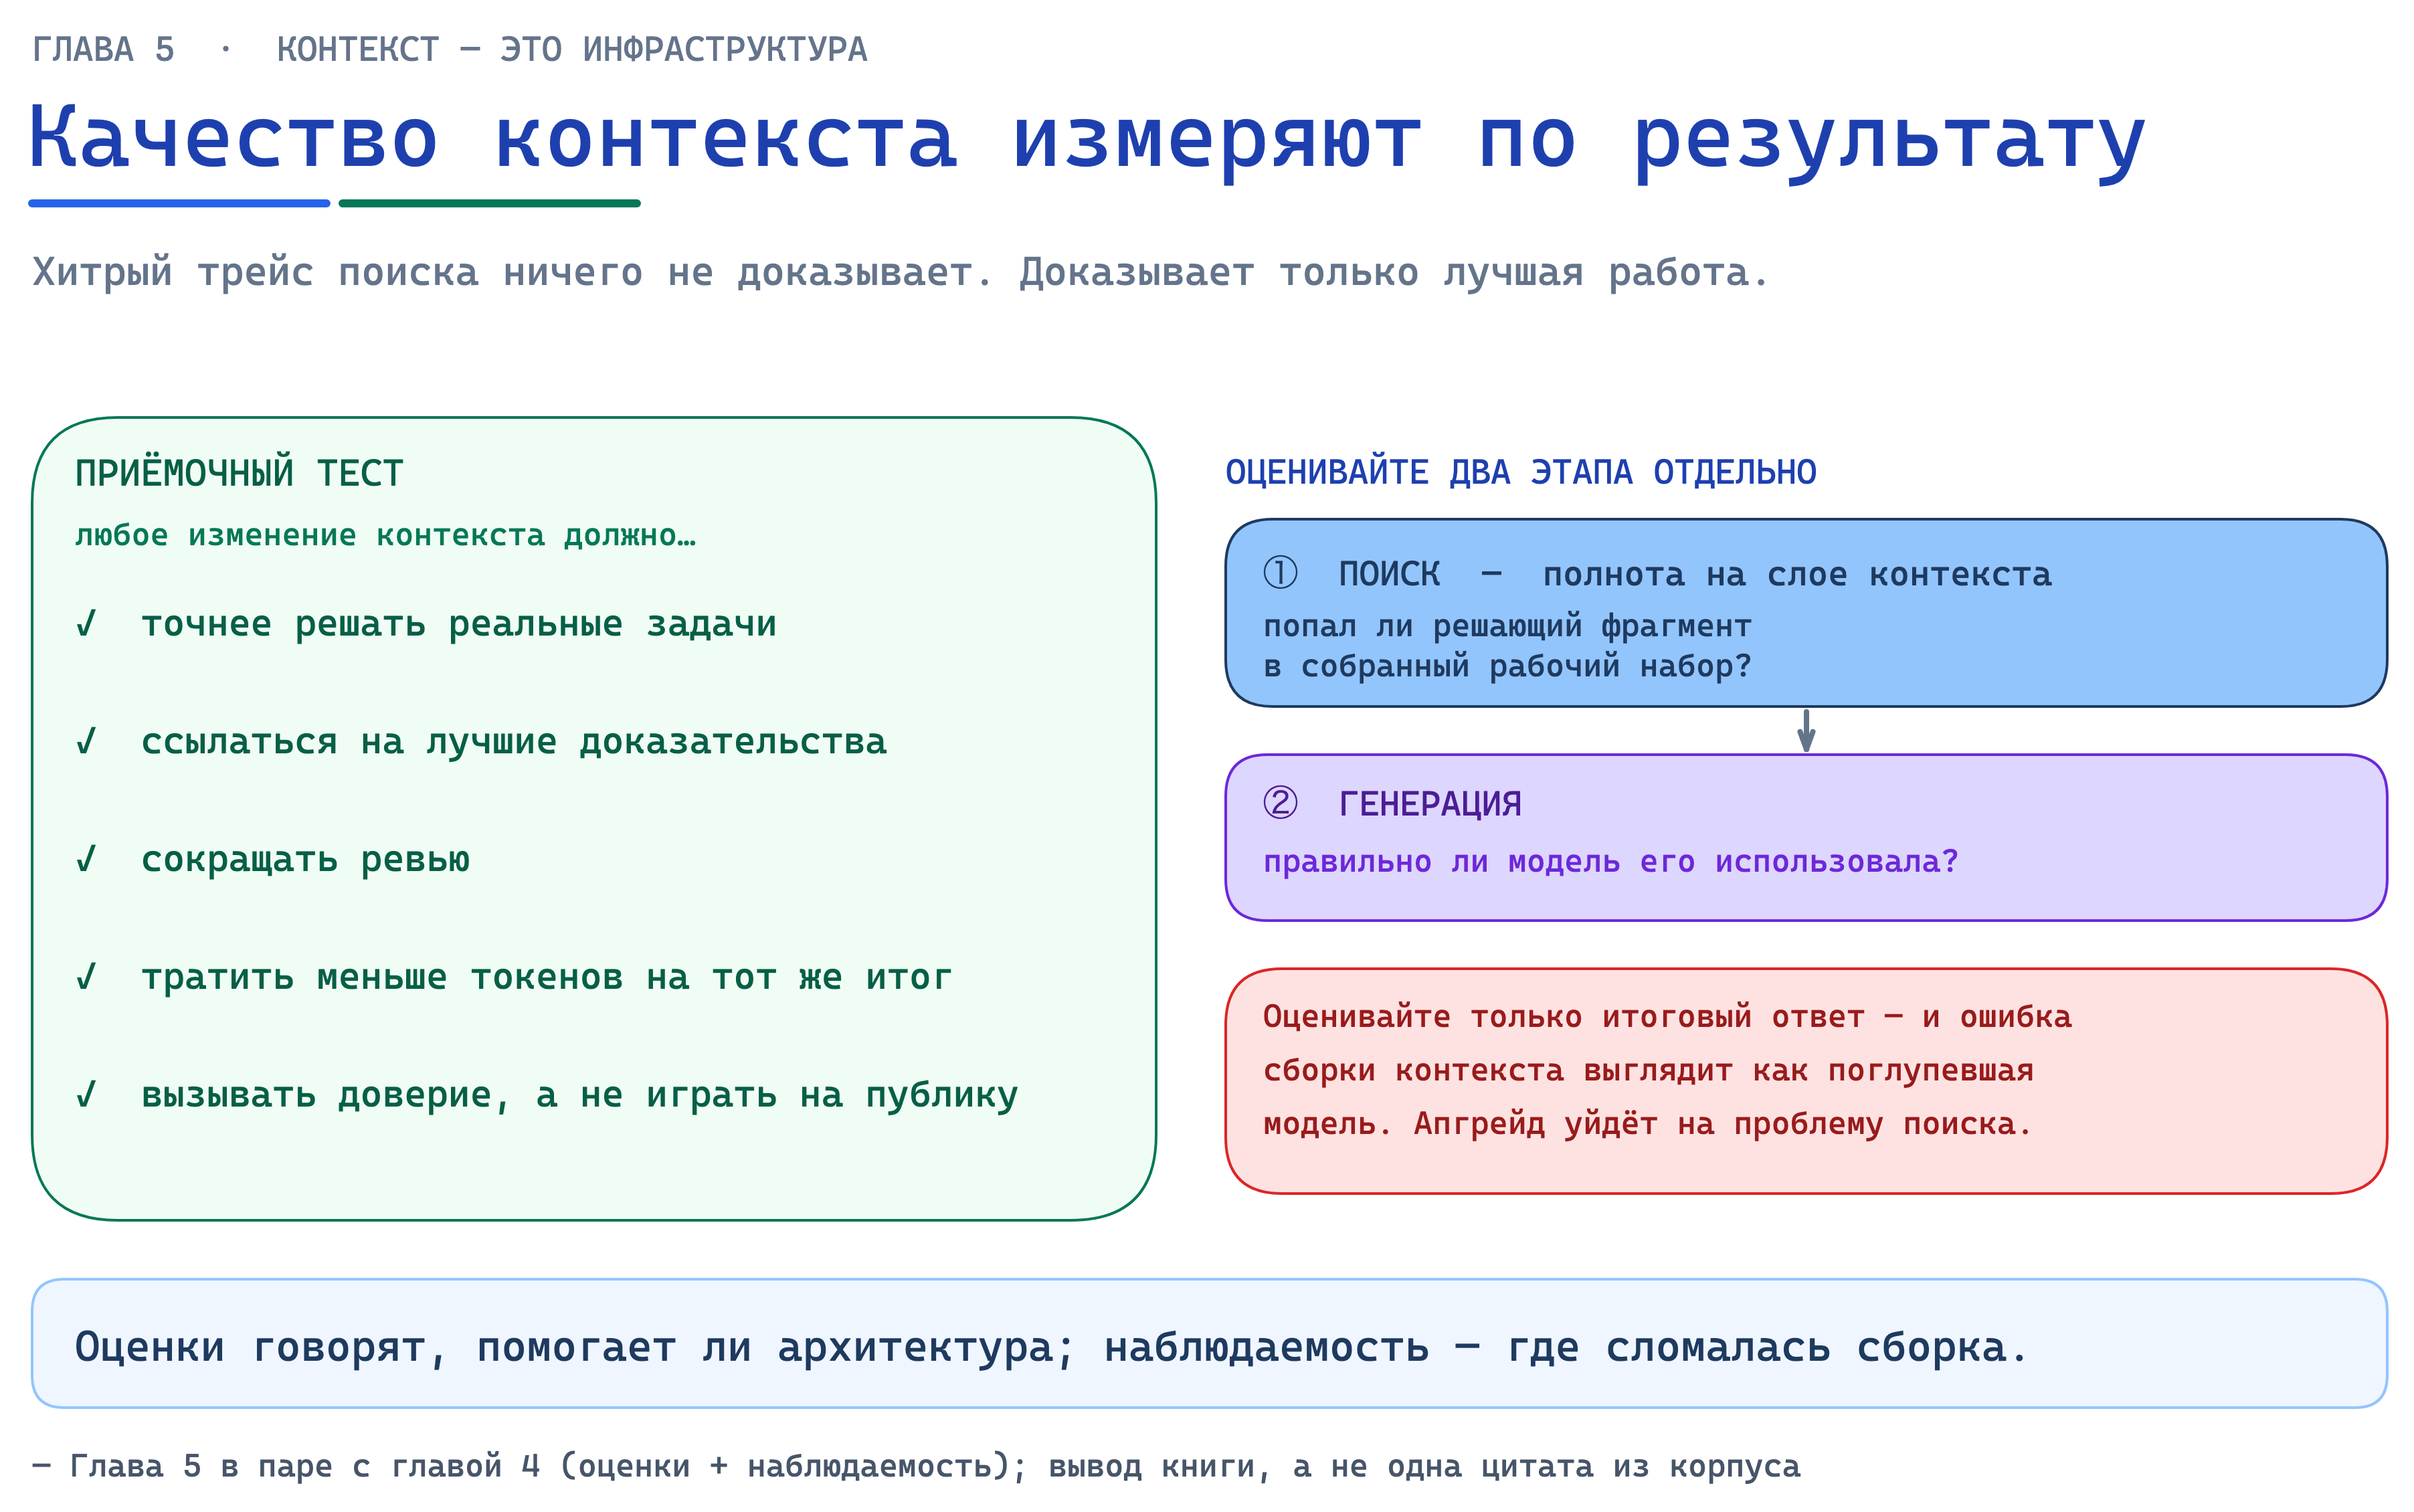 ГЛАВА 5 · КОНТЕКСТ — ЭТО ИНФРАСТРУКТУРА
Качество контекста измеряют по результату
Хитрый трейс поиска ничего не доказывает. Доказывает только лучшая работа.
ПРИЁМОЧНЫЙ ТЕСТ
любое изменение контекста должно…
✓ точнее решать реальные задачи
✓ ссылаться на лучшие доказательства
✓ сокращать ревью
✓ тратить меньше токенов на тот же итог
✓ вызывать доверие, а не играть на публику
ОЦЕНИВАЙТЕ ДВА ЭТАПА ОТДЕЛЬНО
① ПОИСК — полнота на слое контекста
попал ли решающий фрагмент
в собранный рабочий набор?
② ГЕНЕРАЦИЯ
правильно ли модель его использовала?
Оценивайте только итоговый ответ — и ошибка
сборки контекста выглядит как поглупевшая
модель. Апгрейд уйдёт на проблему поиска.
Оценки говорят, помогает ли архитектура; наблюдаемость — где сломалась сборка.
— Глава 5 в паре с главой 4 (оценки + наблюдаемость); вывод книги, а не одна цитата из корпуса